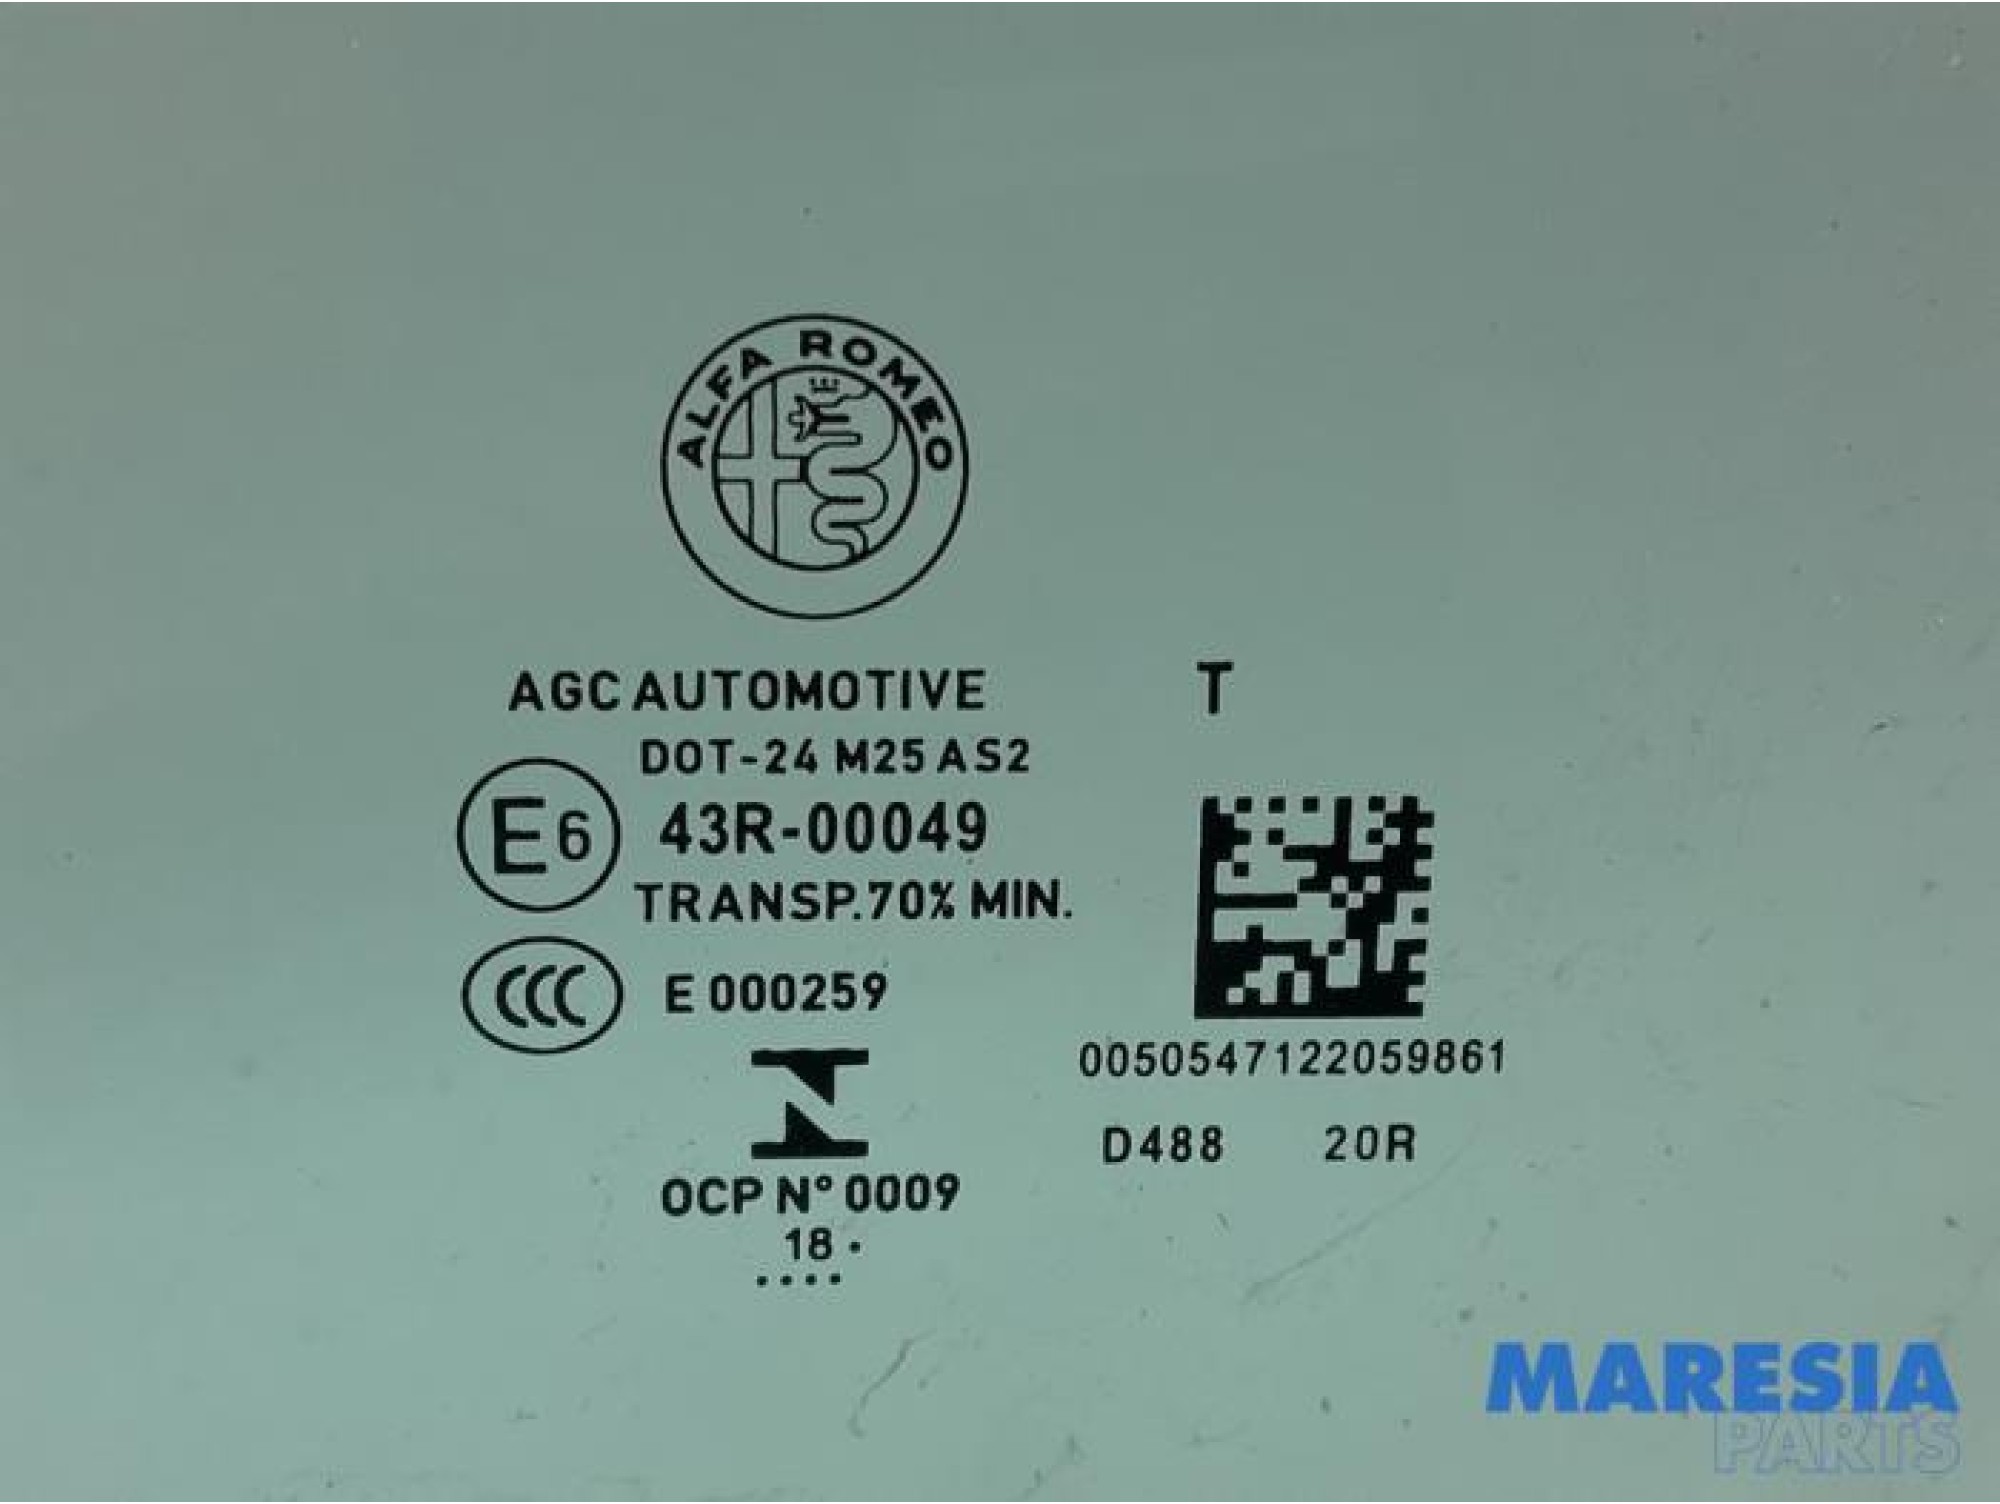 ALFA ROMEO
AGC AUTOMOTIVE
T
DOT-24 M25 AS2
E6
43R-00049
TRANSP.70% MIN.
CCC
E 000259
0050547122059861
D488 20R
OCP N° 0009
18 .
....
MARESIA
PARTS